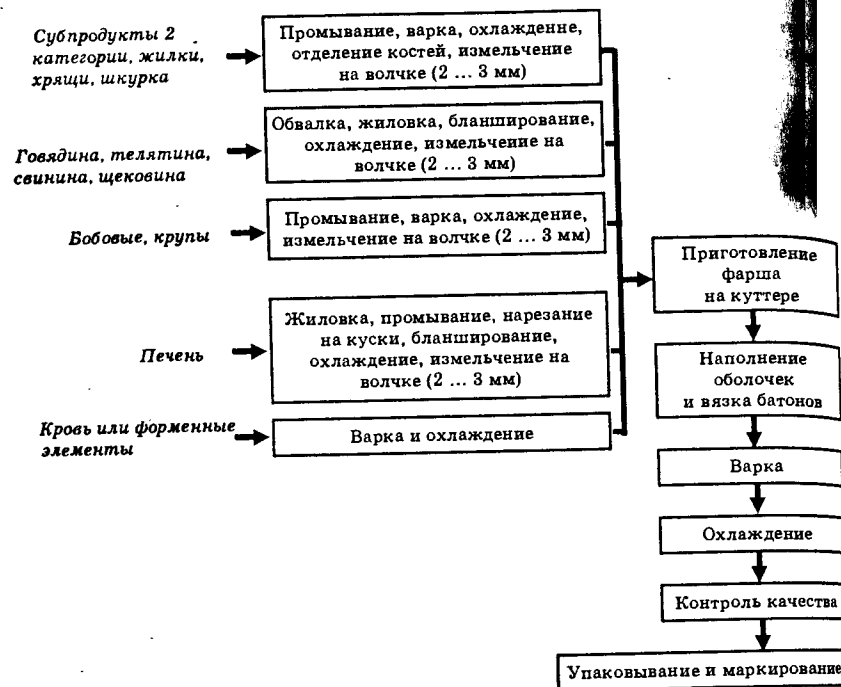 Субпродукты 2
категории, жилки,
хрящи, шкурка
Промывание, варка, охлаждение,
отделение костей, измельчение
на волчке (2 ... 3 мм)
Говядина, телятина,
свинина, щековина
Обвалка, жиловка, бланширование,
охлаждение, измельчение на
волчке (2 ... 3 мм)
Бобовые, крупы
Промывание, варка, охлаждение,
измельчение на волчке (2 ... 3 мм)
Печень
Жиловка, промывание, нарезание
на куски, бланширование,
охлаждение, измельчение на
волчке (2 ... 3 мм)
Кровь или форменные
элементы
Варка и охлаждение
Приготовление
фарша
на куттере
Наполнение
оболочек
и вязка батонов
Варка
Охлаждение
Контроль качества
Упаковывание и маркирование